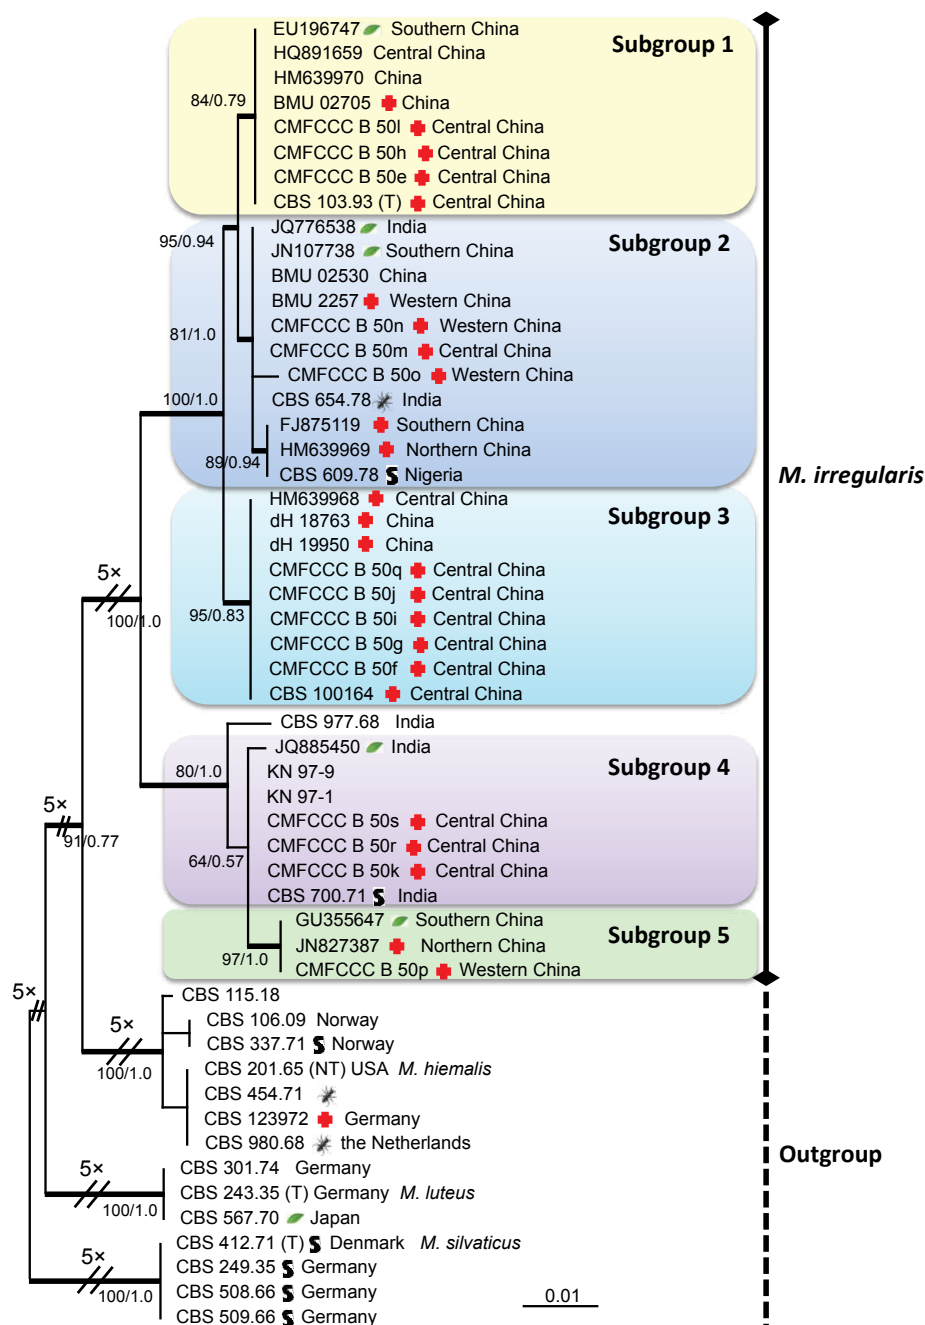 EU196747 Southern China
Subgroup 1
HQ891659 Central China
HM639970 China
84/0.79
BMU 02705 China
CMFCCC B 50l Central China
CMFCCC B 50h Central China
CMFCCC B 50e Central China
CBS 103.93 (T) Central China
JQ776538 India
Subgroup 2
95/0.94
JN107738 Southern China
BMU 02530 China
BMU 2257 Western China
CMFCCC B 50n Western China
81/1.0
CMFCCC B 50m Central China
CMFCCC B 50o Western China
CBS 654.78 India
100/1.0
FJ875119 Southern China
HM639969 Northern China
89/0.94
CBS 609.78 S Nigeria
M. irregularis
HM639968 Central China
Subgroup 3
dH 18763 China
dH 19950 China
CMFCCC B 50q Central China
5×
CMFCCC B 50j Central China
95/0.83
100/1.0
CMFCCC B 50i Central China
CMFCCC B 50g Central China
CMFCCC B 50f Central China
CBS 100164 Central China
CBS 977.68 India
JQ885450 India
Subgroup 4
80/1.0
KN 97-9
KN 97-1
5×
CMFCCC B 50s Central China
91/0.77
CMFCCC B 50r Central China
64/0.57
CMFCCC B 50k Central China
CBS 700.71 S India
GU355647 Southern China
Subgroup 5
JN827387 Northern China
97/1.0
CMFCCC B 50p Western China
5×
CBS 115.18
CBS 106.09 Norway
5×
CBS 337.71 S Norway
CBS 201.65 (NT) USA M. hiemalis
100/1.0
CBS 454.71
CBS 123972 Germany
CBS 980.68 the Netherlands
Outgroup
CBS 301.74 Germany
5×
CBS 243.35 (T) Germany M. luteus
100/1.0
CBS 567.70 Japan
CBS 412.71 (T) S Denmark M. silvaticus
5×
CBS 249.35 S Germany
CBS 508.66 S Germany
100/1.0
0.01
CBS 509.66 S Germany